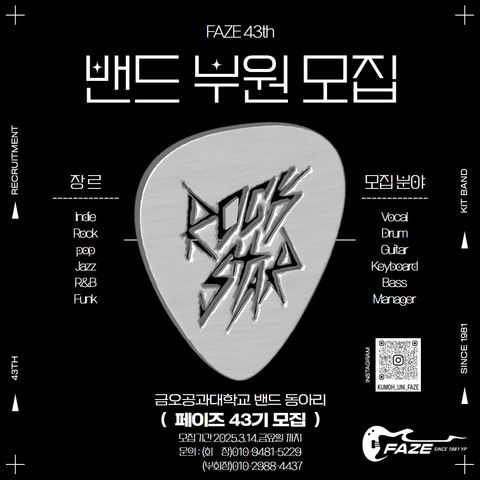 FAZE 43th
밴드 부원 모집
RECRUITMENT
43TH
KIT BAND
SINCE 1981
장르
Indie
Rock
pop
Jazz
R&B
Funk
ROCK
STAR
모집분야
Vocal
Drum
Guitar
Keyboard
Bass
Manager
INSTAGRAM
KUMOH_UNI_FAZE
금오공과대학교 밴드 동아리
( 페이즈 43기 모집 )
모집기간 2025.3.14.금요일 까지
문의 : (회 장)010-9481-5229
(부회장)010-2988-4437
FAZE SINCE 1981 YP